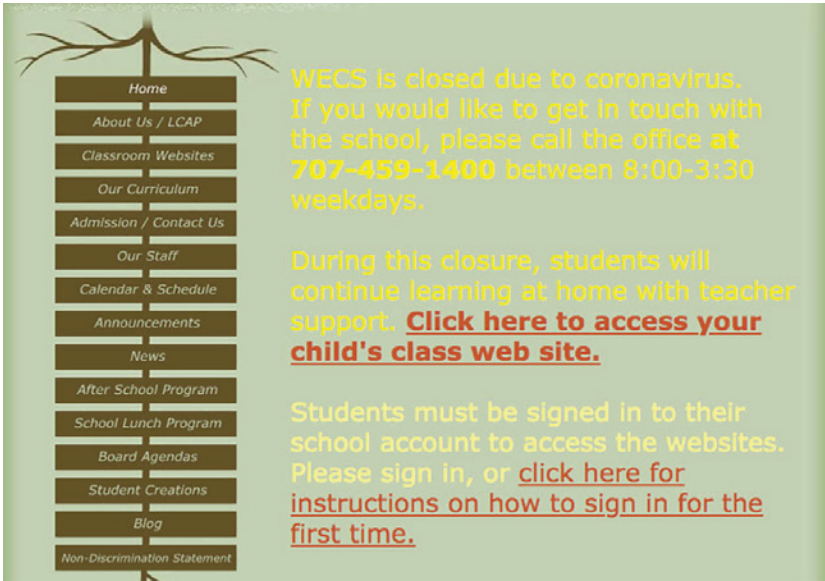 Home
About Us / LCAP
Classroom Websites
Our Curriculum
Admission / Contact Us
Our Staff
Calendar & Schedule
Announcements
News
After School Program
School Lunch Program
Board Agendas
Student Creations
Blog
Non-Discrimination Statement
WECS is closed due to coronavirus.
If you would like to get in touch with
the school, please call the office at
707-459-1400 between 8:00-3:30
weekdays.
During this closure, students will
continue learning at home with teacher
support. Click here to access your
child's class web site.
Students must be signed in to their
school account to access the websites.
Please sign in, or click here for
instructions on how to sign in for the
first time.